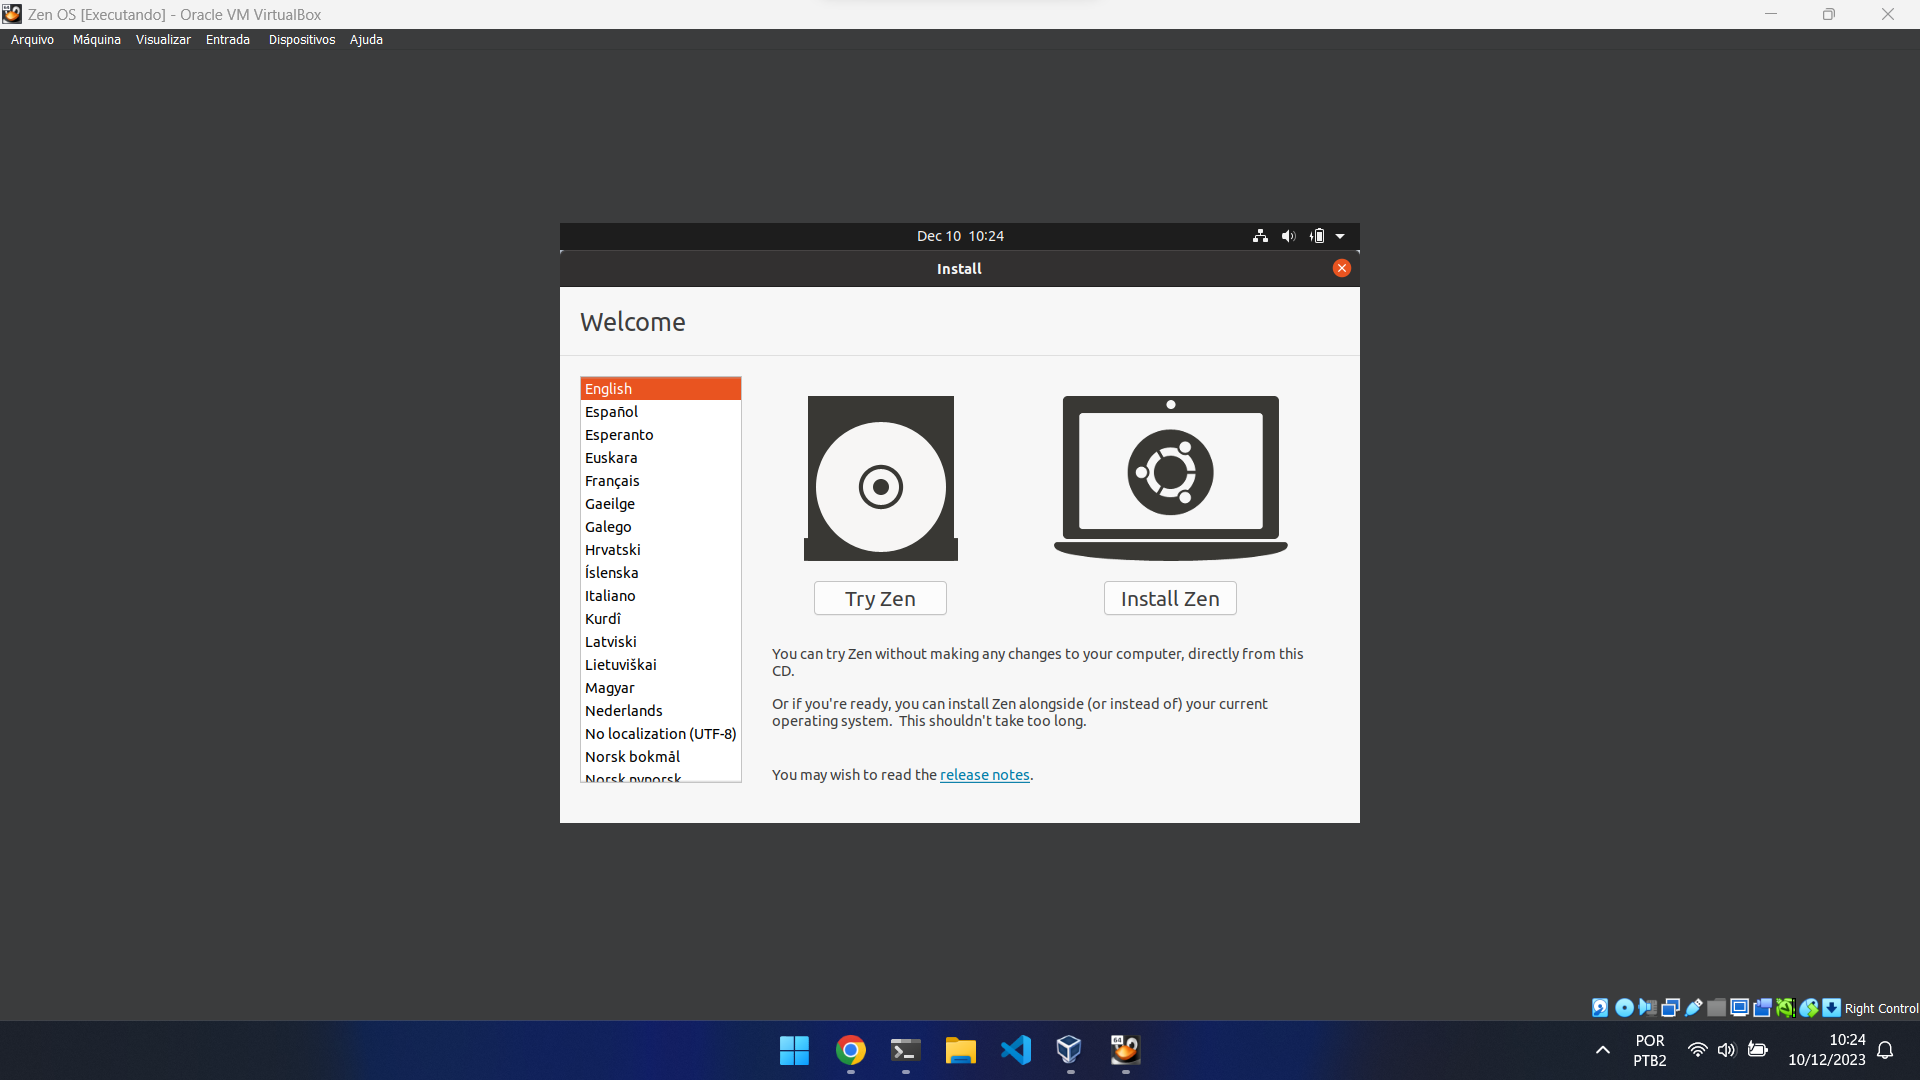 Zen OS [Executando] - Oracle VM VirtualBox
Arquivo Máquina Visualizar Entrada Dispositivos Ajuda
Dec 10 10:24
Install
Welcome
English
Español
Esperanto
Euskara
Français
Gaeilge
Galego
Hrvatski
Íslenska
Italiano
Kurdî
Latviski
Lietuviškai
Magyar
Nederlands
No localization (UTF-8)
Norsk bokmål
Norsk nynorsk
Try Zen
Install Zen
You can try Zen without making any changes to your computer, directly from this
CD.
Or if you're ready, you can install Zen alongside (or instead of) your current
operating system. This shouldn't take too long.
You may wish to read the release notes.
Right Control
64
POR
PTB2
10:24
10/12/2023